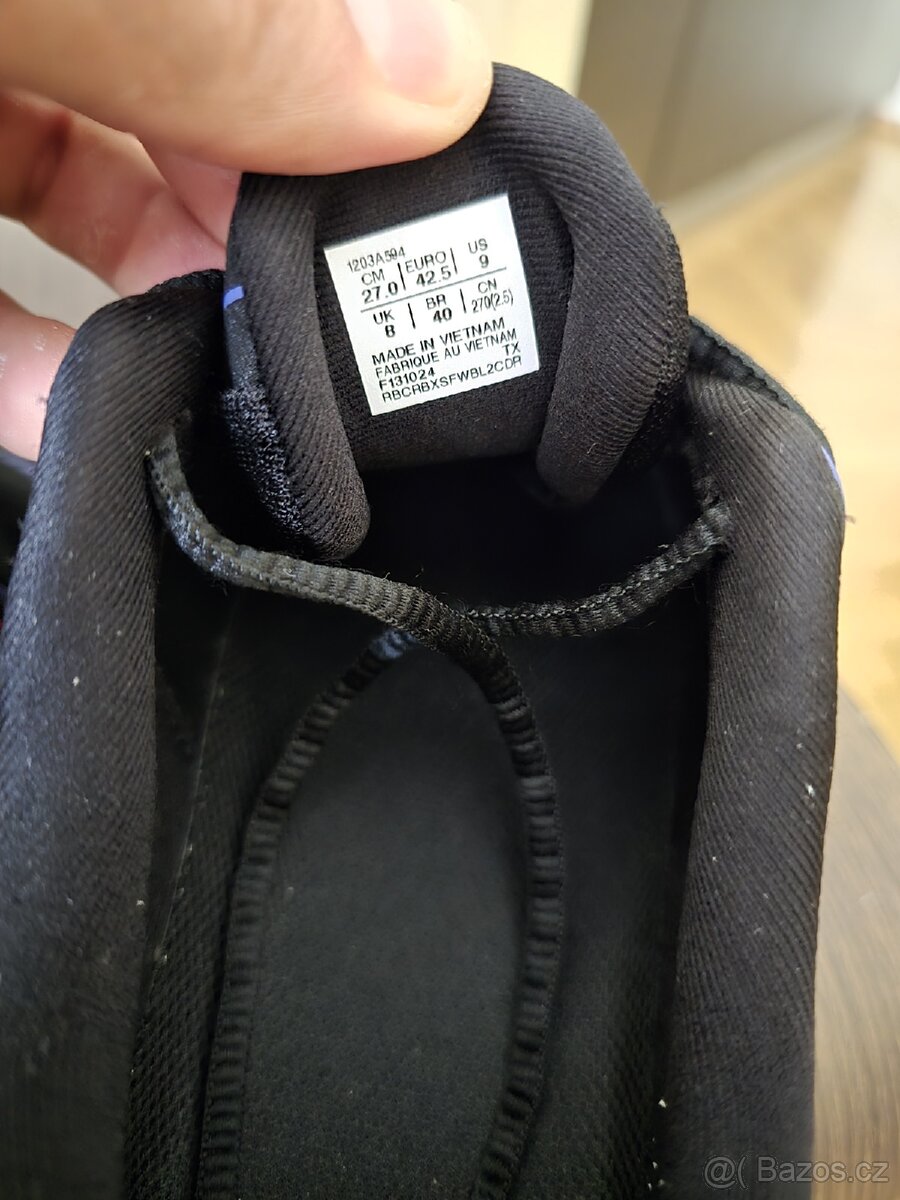 1203A594
CM EURO US
27.0 42.5 9
UK BR CN
8 40 270(2.5)
MADE IN VIETNAM
FABRIQUE AU VIETNAM
F131024 TX
RBCRBXSFWBL2CDR
@( Bazos.cz